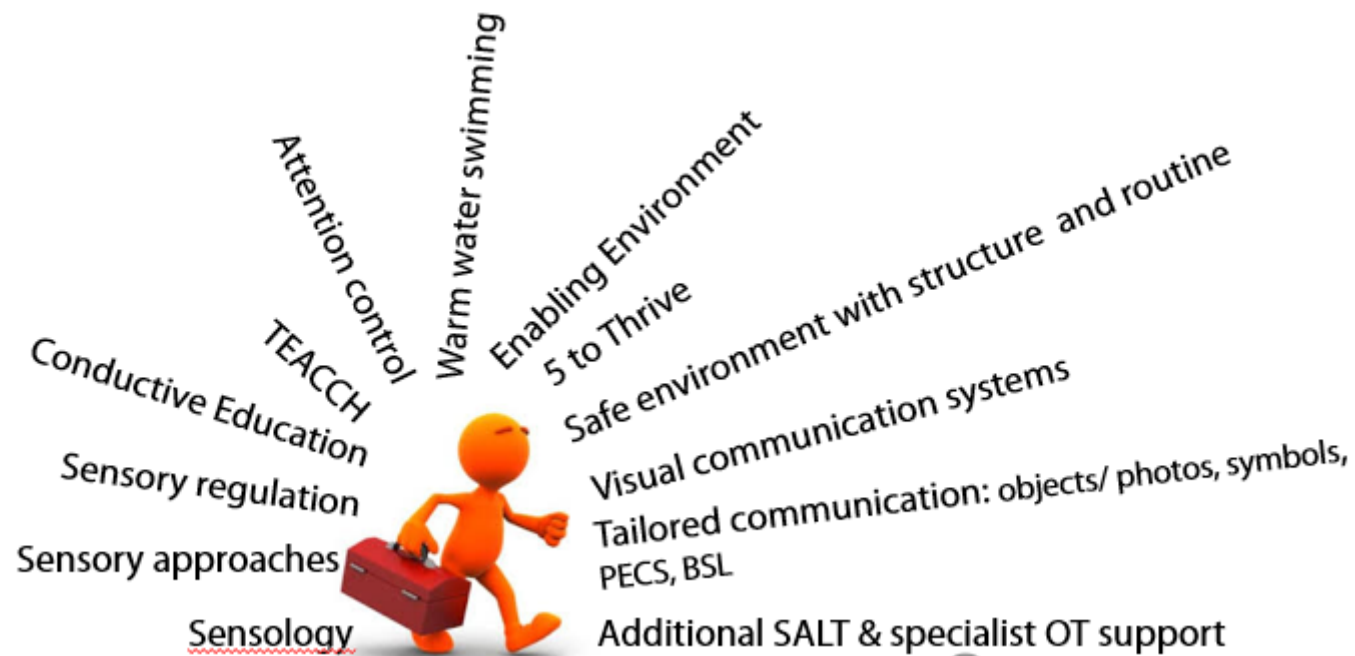 Sensology
Sensory approaches
Sensory regulation
Conductive Education
TEACCH
Attention control
Warm water swimming
Enabling Environment
5 to Thrive
Safe environment with structure and routine
Visual communication systems
Tailored communication: objects/ photos, symbols,
PECS, BSL
Additional SALT & specialist OT support